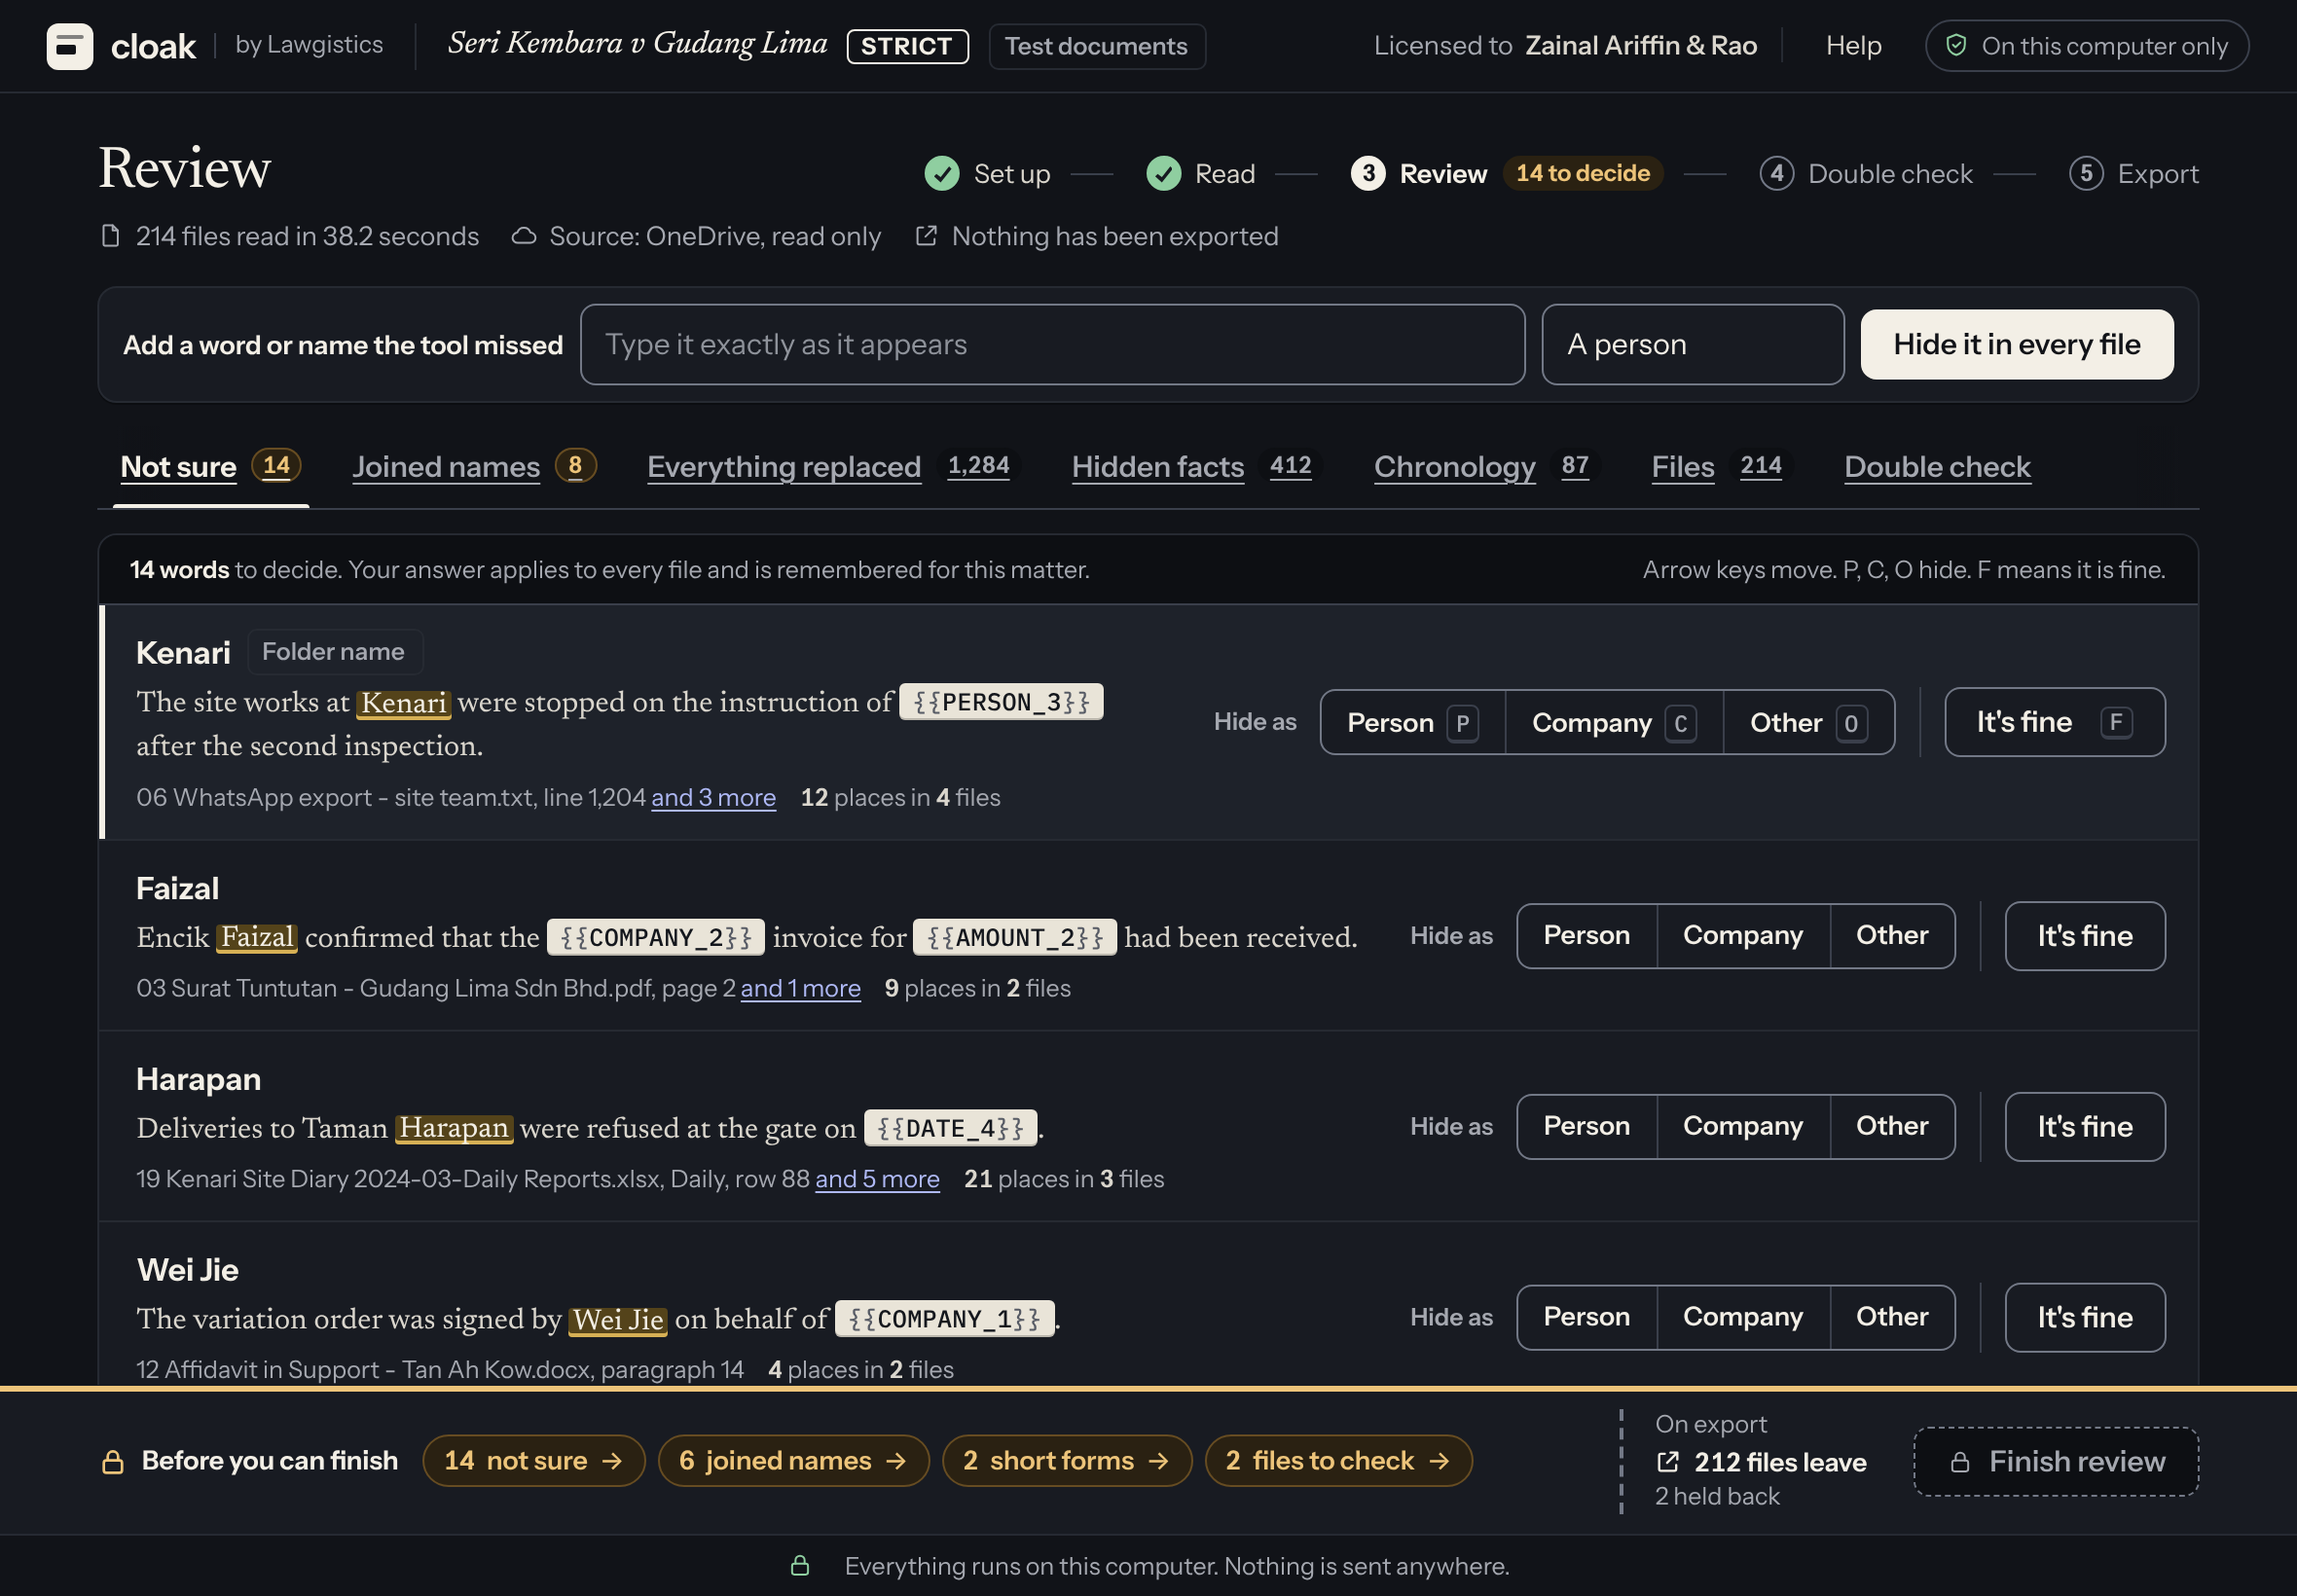 cloak by Lawgistics Seri Kembara v Gudang Lima STRICT Test documents Licensed to Zainal Ariffin & Rao Help On this computer only
Review
Set up Read 3 Review 14 to decide 4 Double check 5 Export
214 files read in 38.2 seconds Source: OneDrive, read only Nothing has been exported
Add a word or name the tool missed Type it exactly as it appears A person Hide it in every file
Not sure 14 Joined names 8 Everything replaced 1,284 Hidden facts 412 Chronology 87 Files 214 Double check
14 words to decide. Your answer applies to every file and is remembered for this matter. Arrow keys move. P, C, O hide. F means it is fine.
Kenari Folder name
The site works at Kenari were stopped on the instruction of {{PERSON_3}}
after the second inspection.
Hide as Person P Company C Other O It's fine F
06 WhatsApp export - site team.txt, line 1,204 and 3 more 12 places in 4 files
Faizal
Encik Faizal confirmed that the {{COMPANY_2}} invoice for {{AMOUNT_2}} had been received. Hide as Person Company Other It's fine
03 Surat Tuntutan - Gudang Lima Sdn Bhd.pdf, page 2 and 1 more 9 places in 2 files
Harapan
Deliveries to Taman Harapan were refused at the gate on {{DATE_4}}. Hide as Person Company Other It's fine
19 Kenari Site Diary 2024-03-Daily Reports.xlsx, Daily, row 88 and 5 more 21 places in 3 files
Wei Jie
The variation order was signed by Wei Jie on behalf of {{COMPANY_1}}. Hide as Person Company Other It's fine
12 Affidavit in Support - Tan Ah Kow.docx, paragraph 14 4 places in 2 files
Before you can finish 14 not sure → 6 joined names → 2 short forms → 2 files to check →
On export
212 files leave
2 held back
Finish review
Everything runs on this computer. Nothing is sent anywhere.